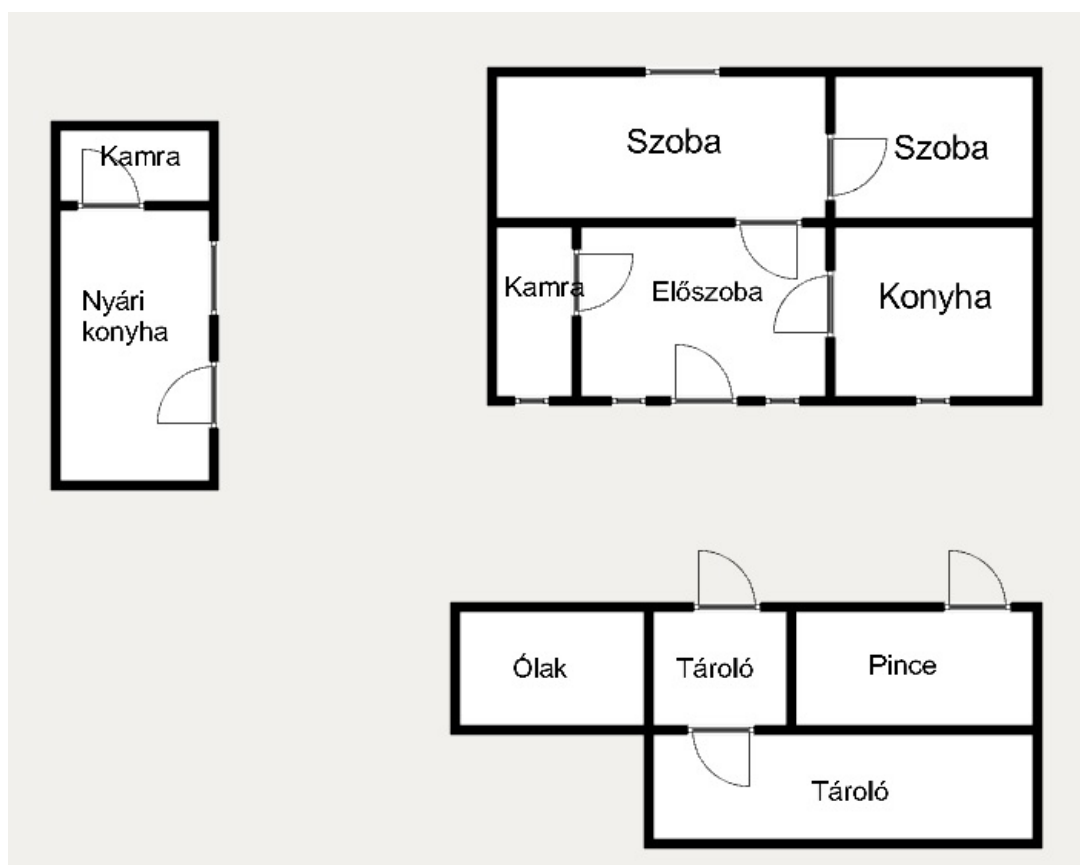 Kamra
Nyári
konyha
Szoba
Szoba
Kamra
Előszoba
Konyha
Ólak
Tároló
Pince
Tároló